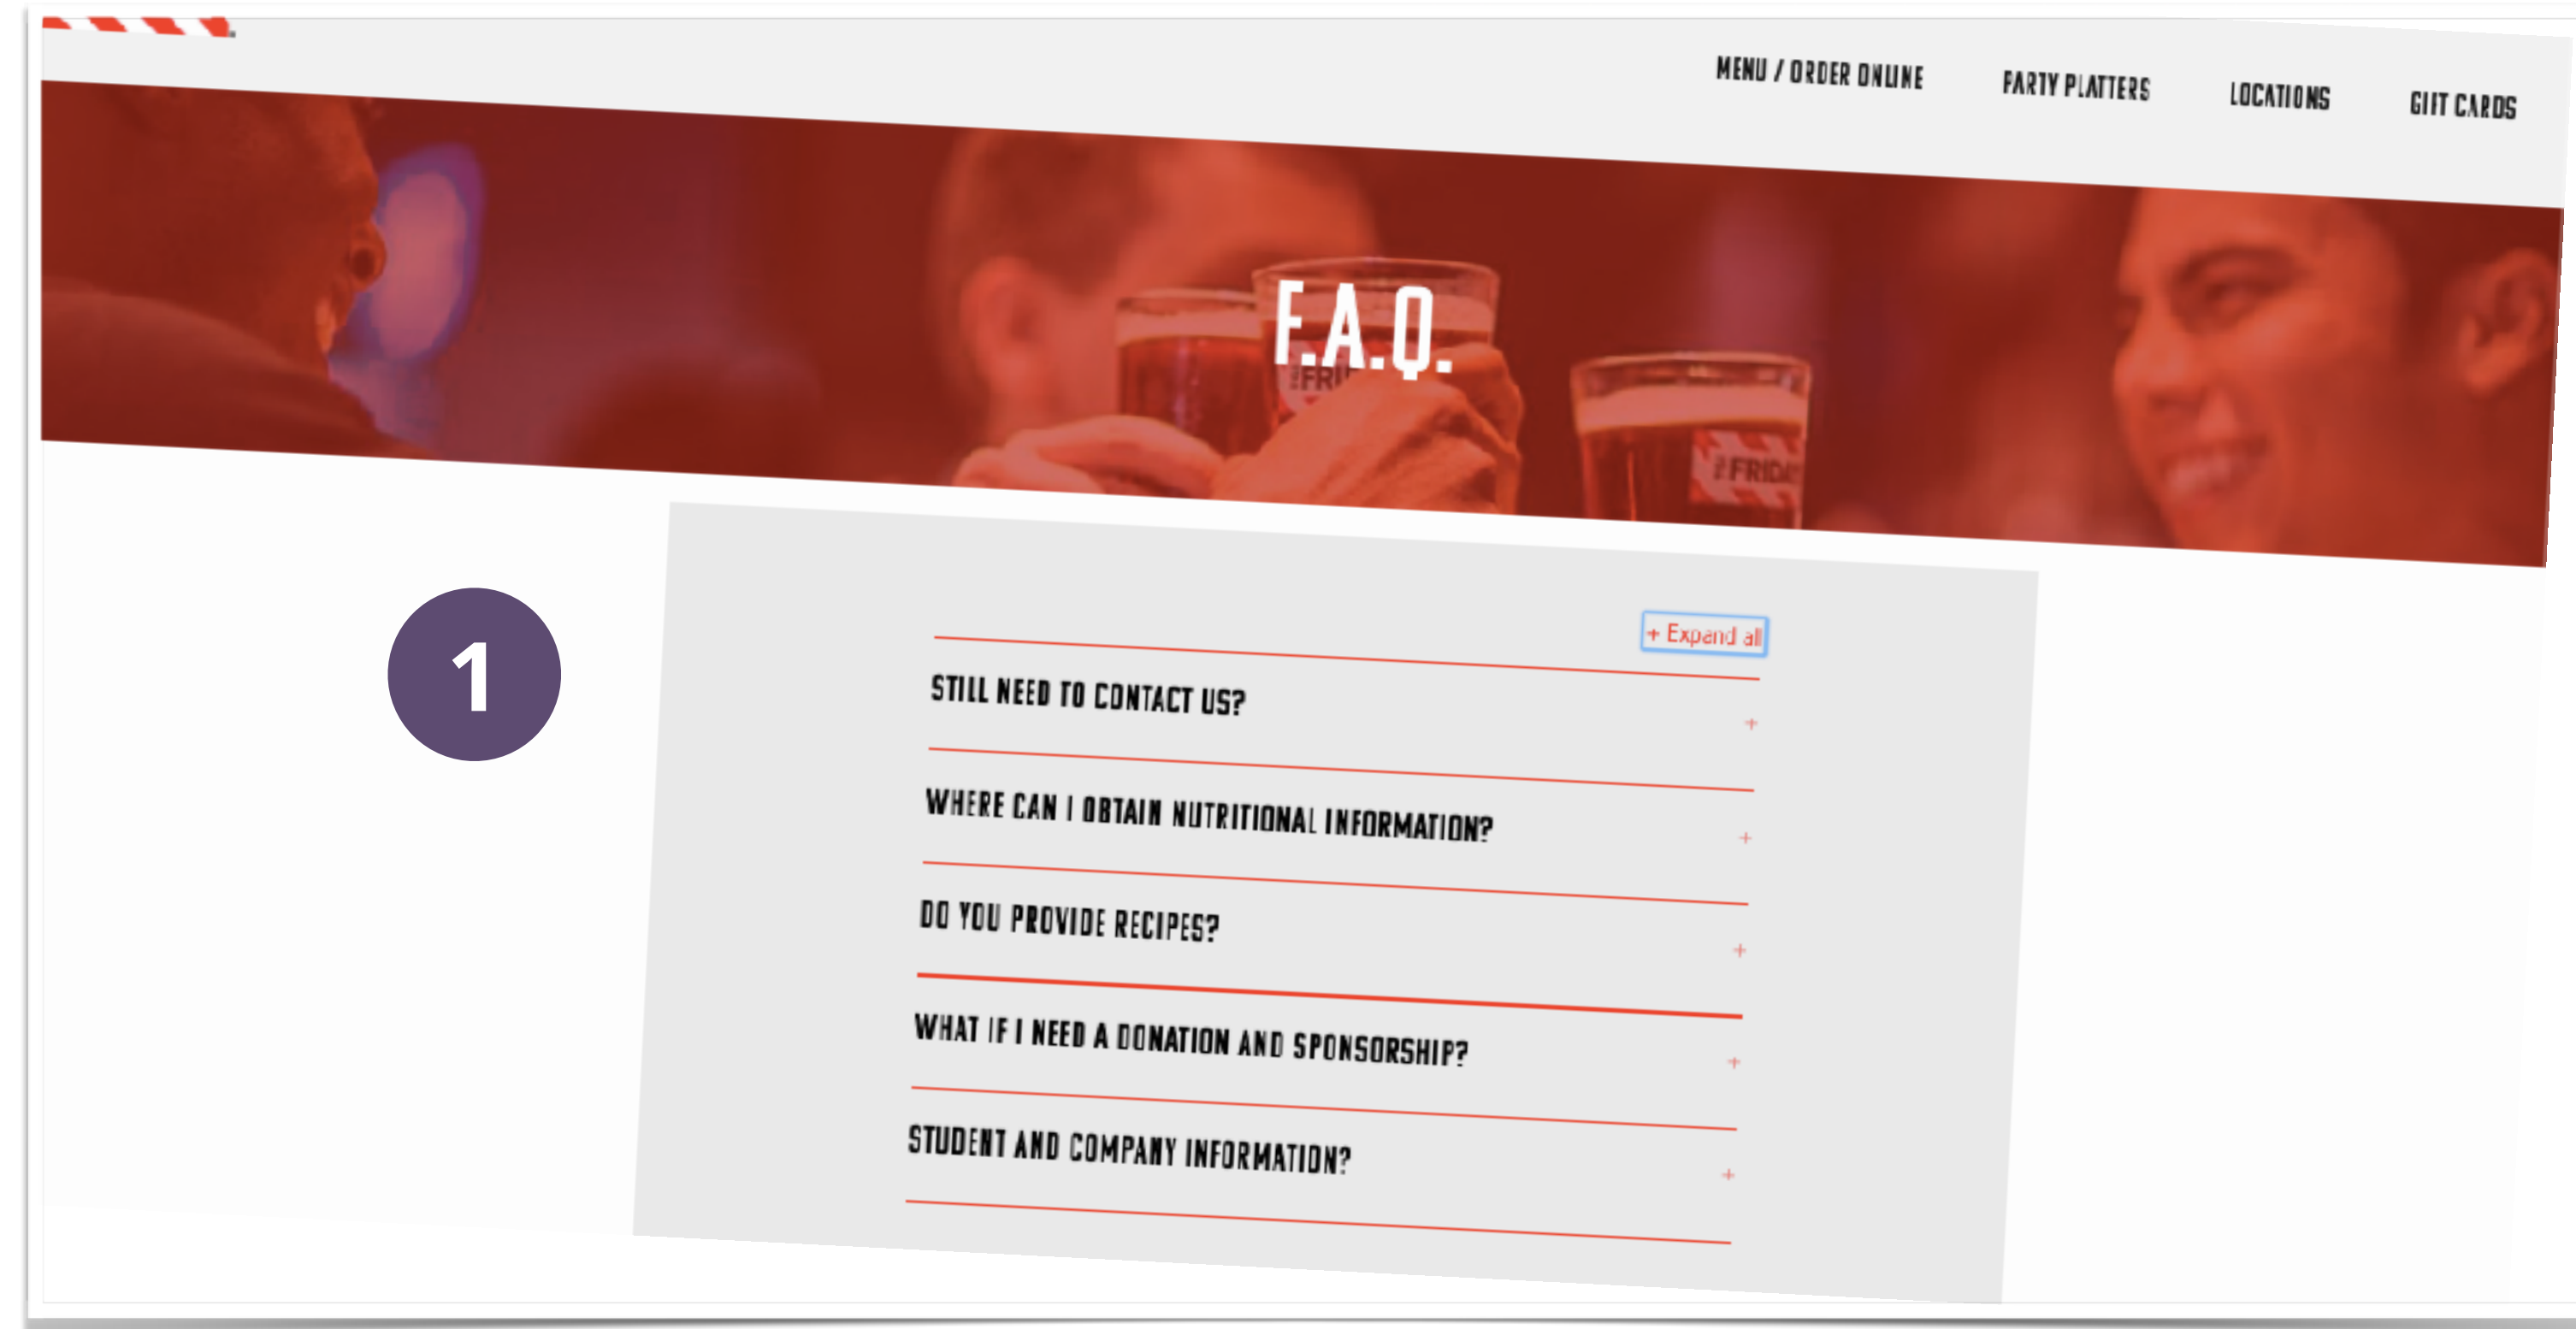 MENU / ORDER ONLINE PARTY PLATTERS LOCATIONS GIFT CARDS
F.A.Q.
FRIDAY
1
+ Expand all
STILL NEED TO CONTACT US?
+
WHERE CAN I OBTAIN NUTRITIONAL INFORMATION?
+
DO YOU PROVIDE RECIPES?
+
WHAT IF I NEED A DONATION AND SPONSORSHIP?
+
STUDENT AND COMPANY INFORMATION?
+